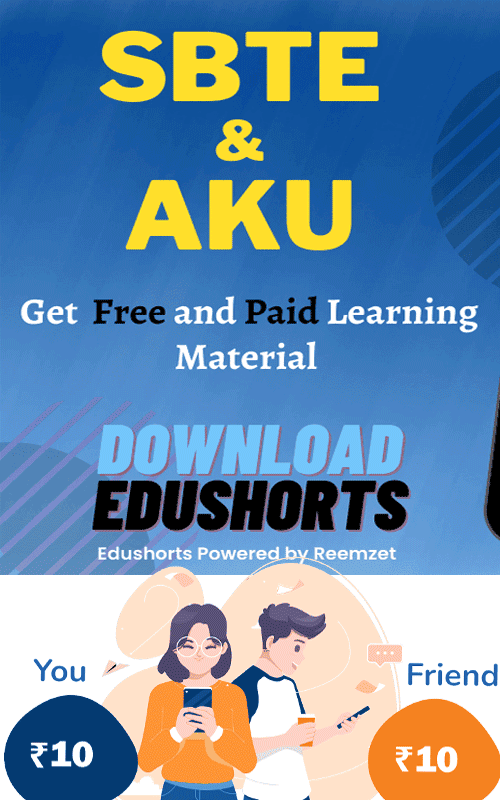 SBTE
&
AKU
Get Free and Paid Learning
Material
DOWNLOAD
EDUSHORTS
Edushorts Powered by Reemzet
You
Friend
₹10
₹10